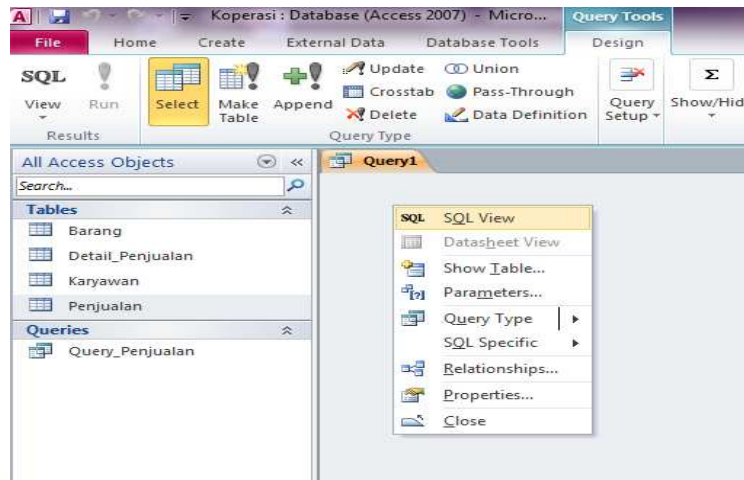 Koperasi : Database (Access 2007) - Micro...
Query Tools
File Home Create External Data Database Tools Design
SQL View
Run
Results
Select
Make Table
Append
Update
Crosstab
Delete
Union
Pass-Through
Data Definition
Query Type
Query Setup
Σ
Show/Hid
All Access Objects
Search...
Tables
Barang
Detail_Penjualan
Karyawan
Penjualan
Queries
Query_Penjualan
Query1
SQL SQL View
Datasheet View
Show Table...
Parameters...
Query Type
SQL Specific
Relationships...
Properties...
Close